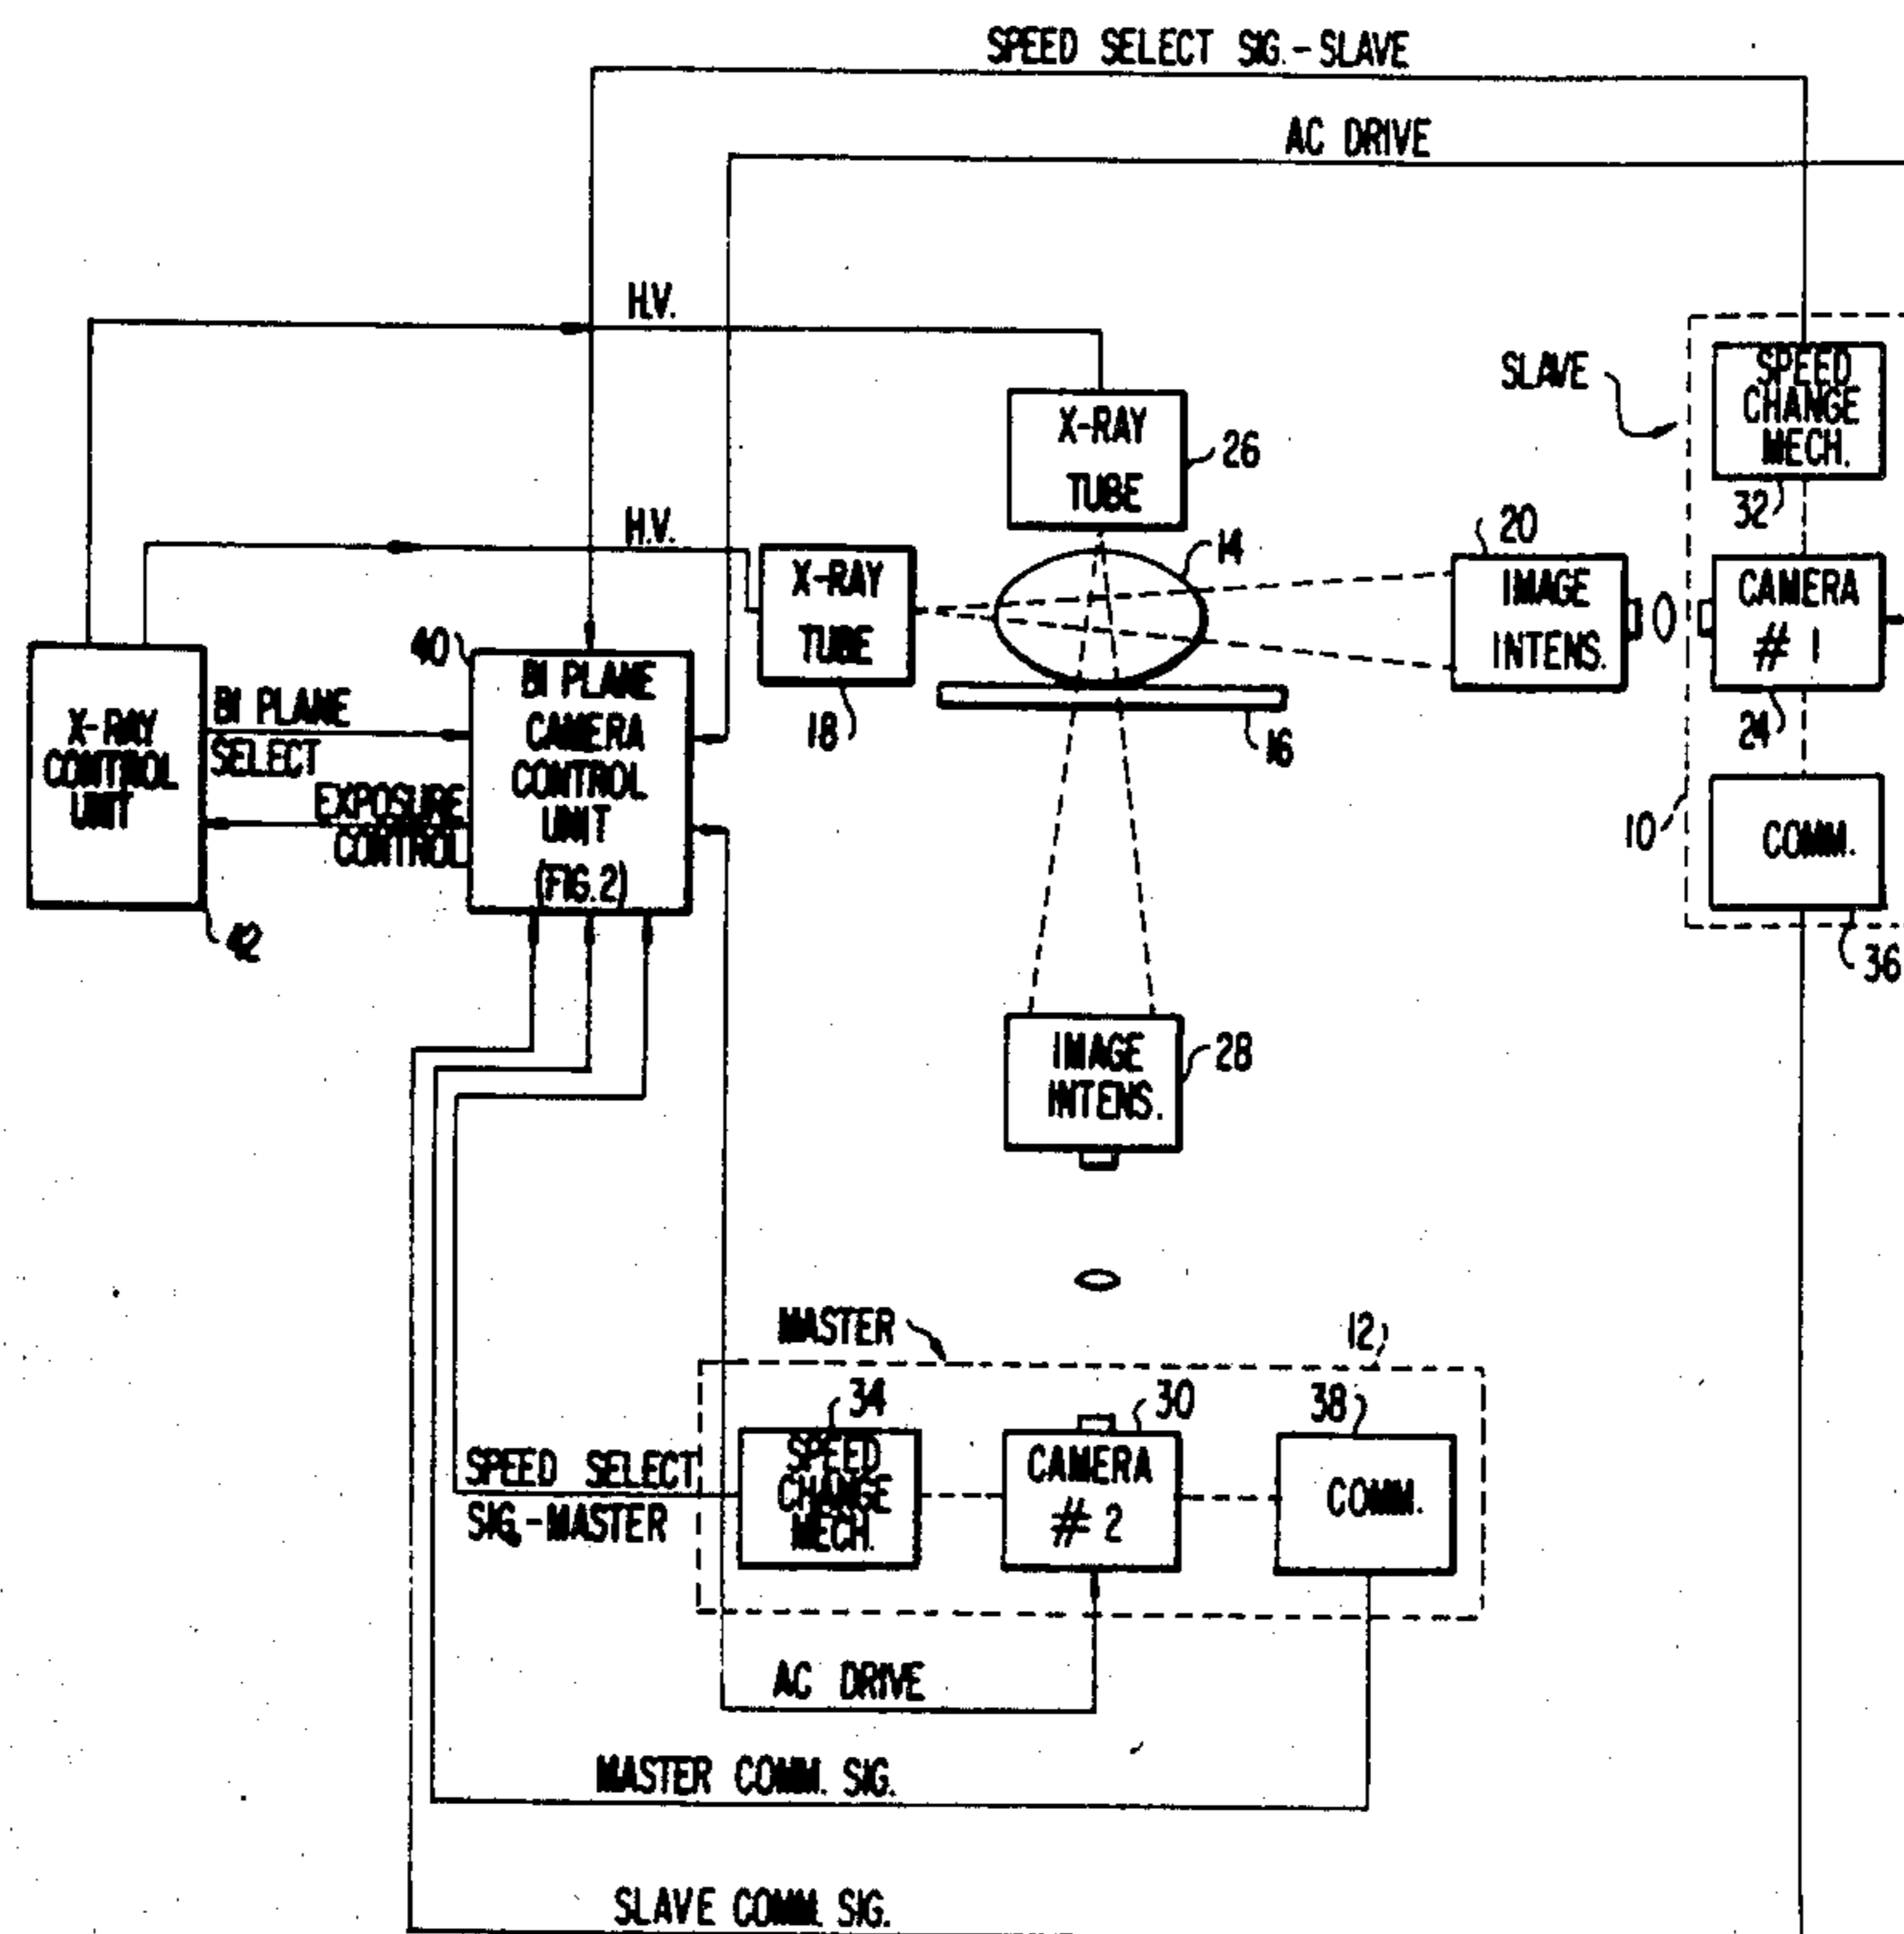 SPEED SELECT SIG.-SLAVE
AC DRIVE
H.V.
SLAVE
SPEED
CHANGE
MECH.
32
X-RAY
TUBE
26
H.V.
14
20
X-RAY
TUBE
18
IMAGE
INTENS.
CAMERA
# 1
24
40
BI PLANE
CAMERA
CONTROL
UNIT
(FIG.2)
X-RAY
CONTROL
UNIT
42
BI PLANE
SELECT
EXPOSURE
CONTROL
16
10
COMM.
36
IMAGE
INTENS.
28
MASTER
12
34
30
38
SPEED SELECT
SIG.-MASTER
SPEED
CHANGE
MECH.
CAMERA
# 2
COMM.
AC DRIVE
MASTER COMM. SIG.
SLAVE COMM. SIG.